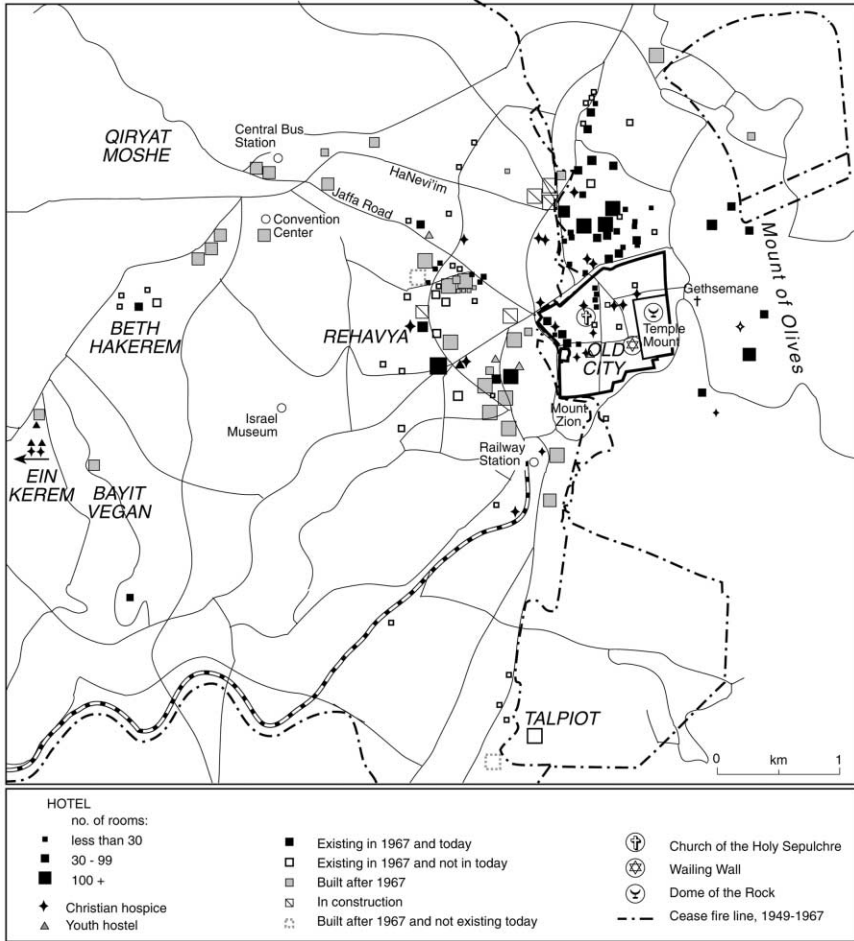 QIRYAT
MOSHE
Central Bus
Station
HaNevi'im
Jaffa Road
Convention
Center
Mount of Olives
Gethsemane
BETH
HAKEREM
REHAVYA
OLD
CITY
Temple
Mount
Israel
Museum
Mount
Zion
Railway
Station
EIN
KEREM
BAYIT
VEGAN
TALPIOT
0 km 1
HOTEL
no. of rooms:
less than 30
30 - 99
100 +
Christian hospice
Youth hostel
Existing in 1967 and today
Existing in 1967 and not in today
Built after 1967
In construction
Built after 1967 and not existing today
Church of the Holy Sepulchre
Wailing Wall
Dome of the Rock
Cease fire line, 1949-1967